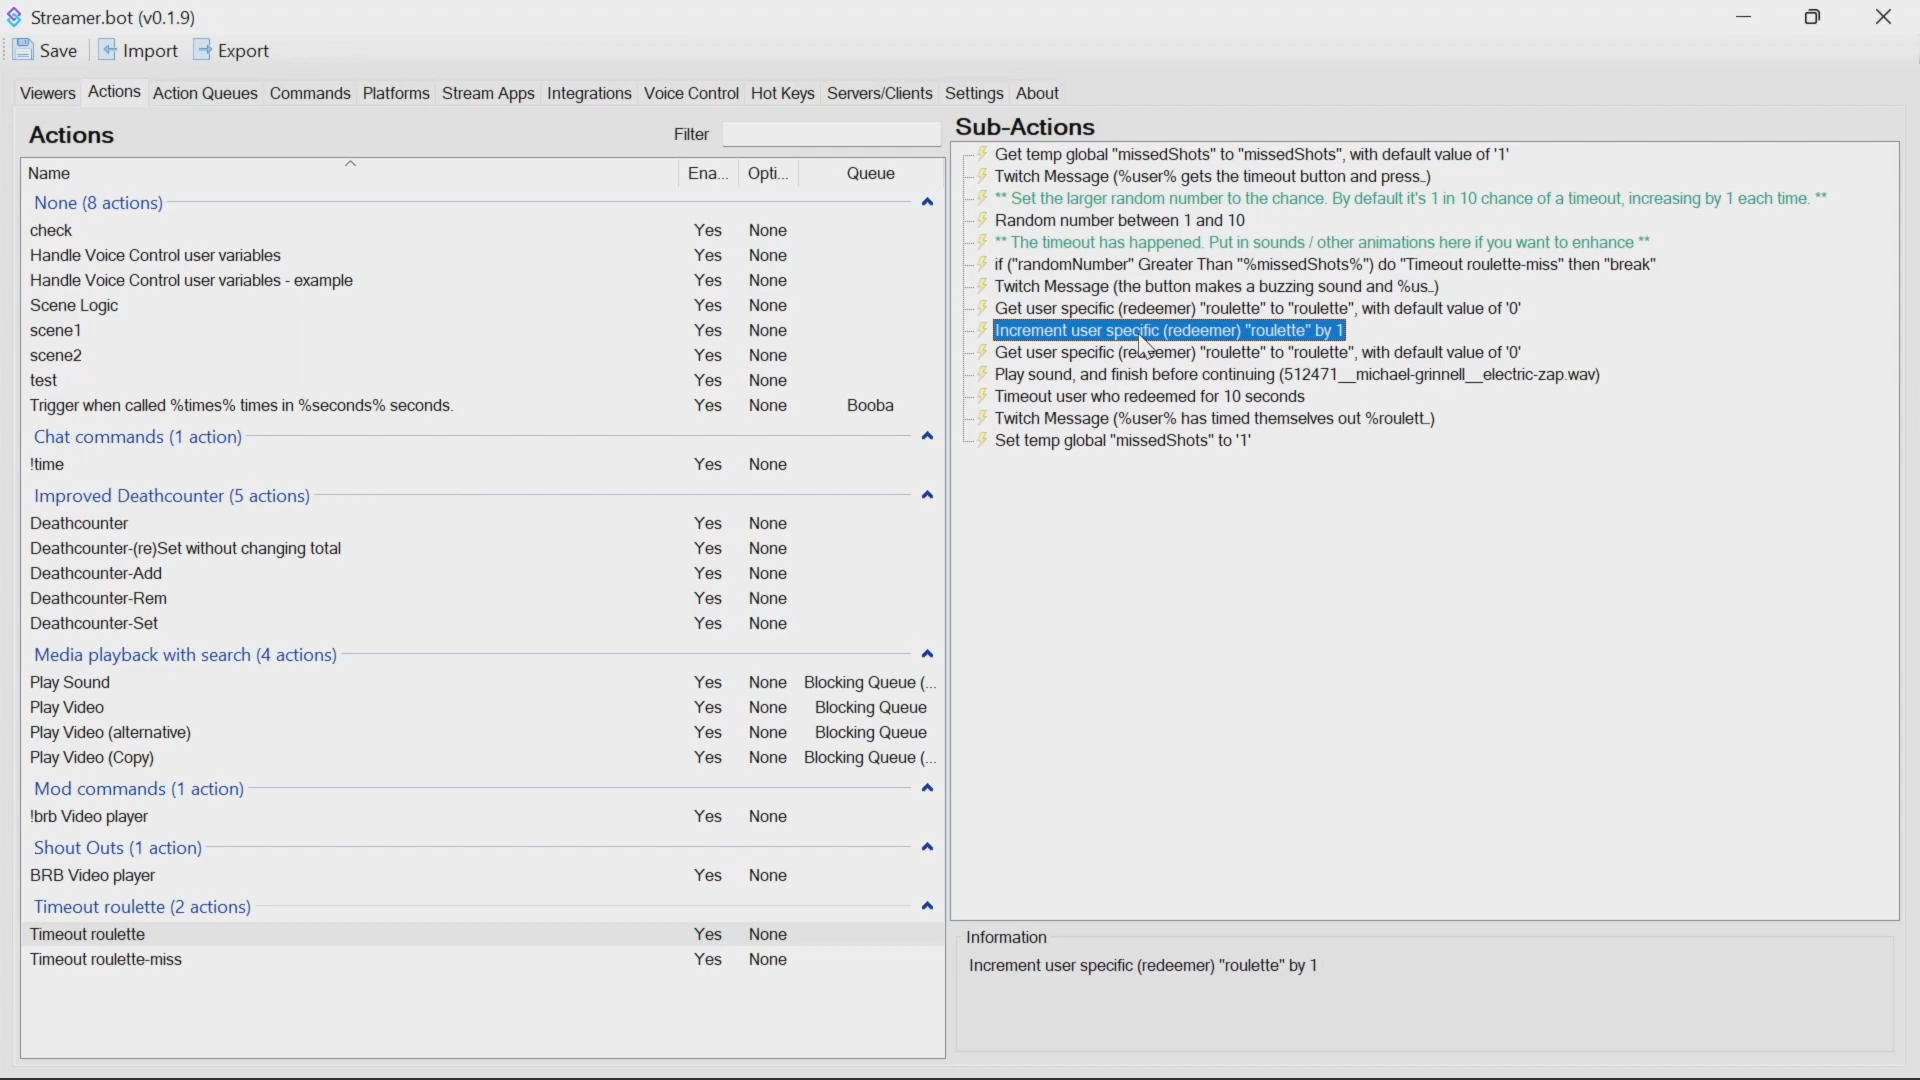 Streamer.bot (v0.1.9)
Save Import Export
Viewers Actions Action Queues Commands Platforms Stream Apps Integrations Voice Control Hot Keys Servers/Clients Settings About
Actions
Filter
Name Ena... Opti... Queue
None (8 actions)
check Yes None
Handle Voice Control user variables Yes None
Handle Voice Control user variables - example Yes None
Scene Logic Yes None
scene1 Yes None
scene2 Yes None
test Yes None
Trigger when called %times% times in %seconds% seconds. Yes None Booba
Chat commands (1 action)
!time Yes None
Improved Deathcounter (5 actions)
Deathcounter Yes None
Deathcounter-(re)Set without changing total Yes None
Deathcounter-Add Yes None
Deathcounter-Rem Yes None
Deathcounter-Set Yes None
Media playback with search (4 actions)
Play Sound Yes None Blocking Queue (...
Play Video Yes None Blocking Queue
Play Video (alternative) Yes None Blocking Queue
Play Video (Copy) Yes None Blocking Queue (...
Mod commands (1 action)
!brb Video player Yes None
Shout Outs (1 action)
BRB Video player Yes None
Timeout roulette (2 actions)
Timeout roulette Yes None
Timeout roulette-miss Yes None
Sub-Actions
Get temp global "missedShots" to "missedShots", with default value of '1'
Twitch Message (%user% gets the timeout button and press...)
** Set the larger random number to the chance. By default it's 1 in 10 chance of a timeout, increasing by 1 each time. **
Random number between 1 and 10
** The timeout has happened. Put in sounds / other animations here if you want to enhance **
if ("randomNumber" Greater Than "%missedShots%") do "Timeout roulette-miss" then "break"
Twitch Message (the button makes a buzzing sound and %us...)
Get user specific (redeemer) "roulette" to "roulette", with default value of '0'
Increment user specific (redeemer) "roulette" by 1
Get user specific (redeemer) "roulette" to "roulette", with default value of '0'
Play sound, and finish before continuing (512471__michael-grinnell__electric-zap.wav)
Timeout user who redeemed for 10 seconds
Twitch Message (%user% has timed themselves out %roulett...)
Set temp global "missedShots" to '1'
Information
Increment user specific (redeemer) "roulette" by 1